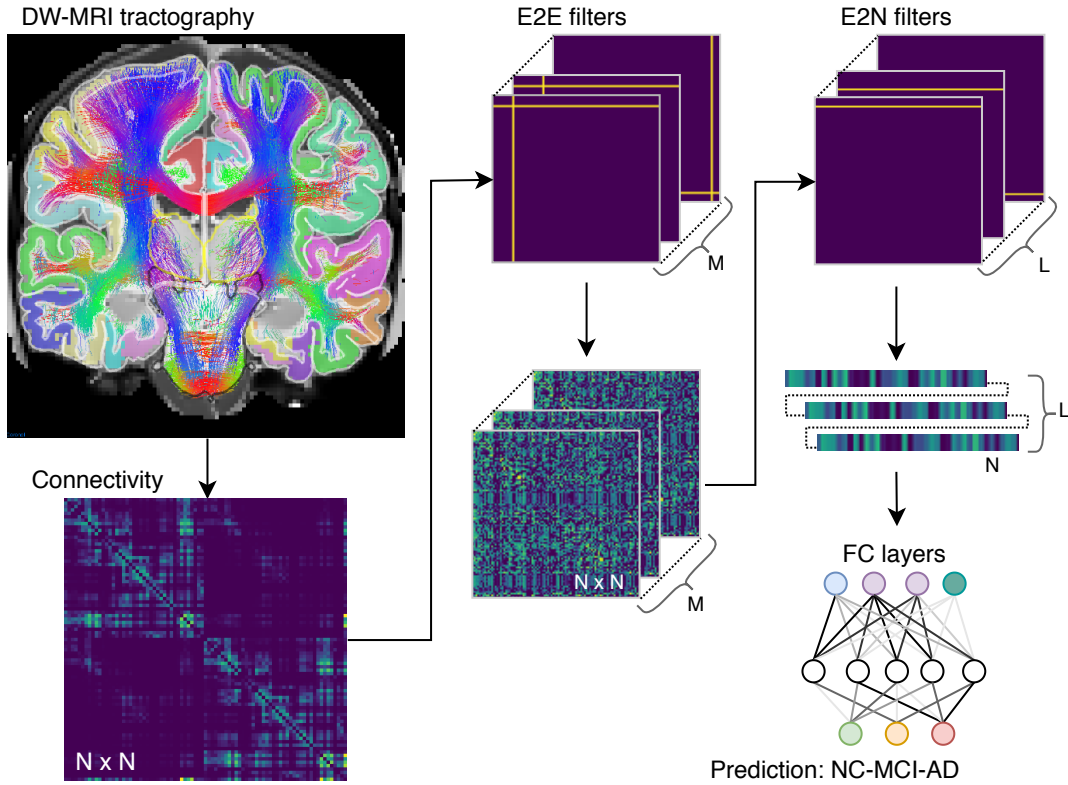 DW-MRI tractography
E2E filters
E2N filters
M
L
Connectivity
N x N
N x N
M
L
N
FC layers
Prediction: NC-MCI-AD